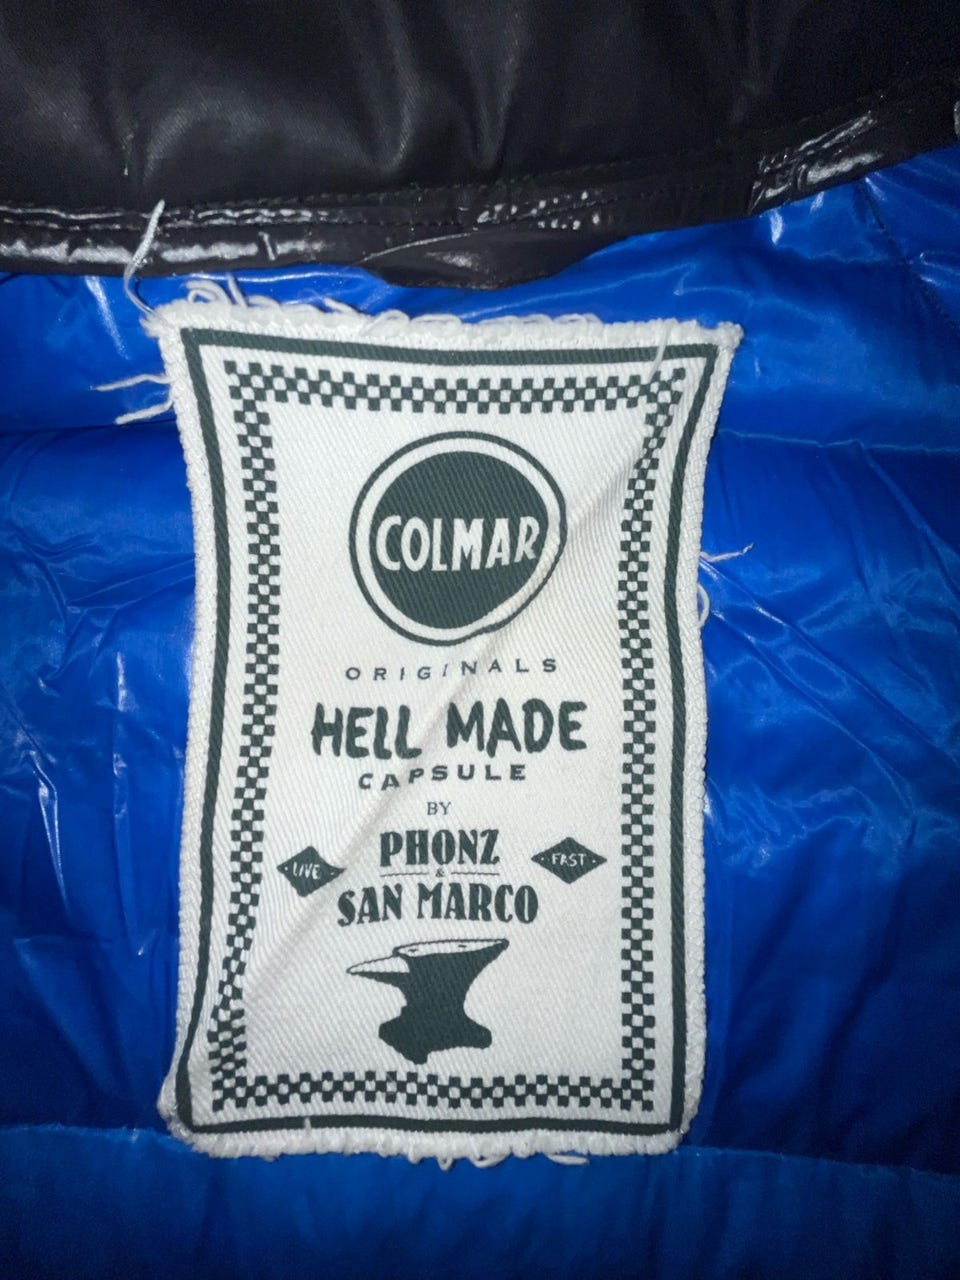 COLMAR
ORIGINALS
HELL MADE
CAPSULE
BY
PHONZ
LIVE
&
FAST
SAN MARCO